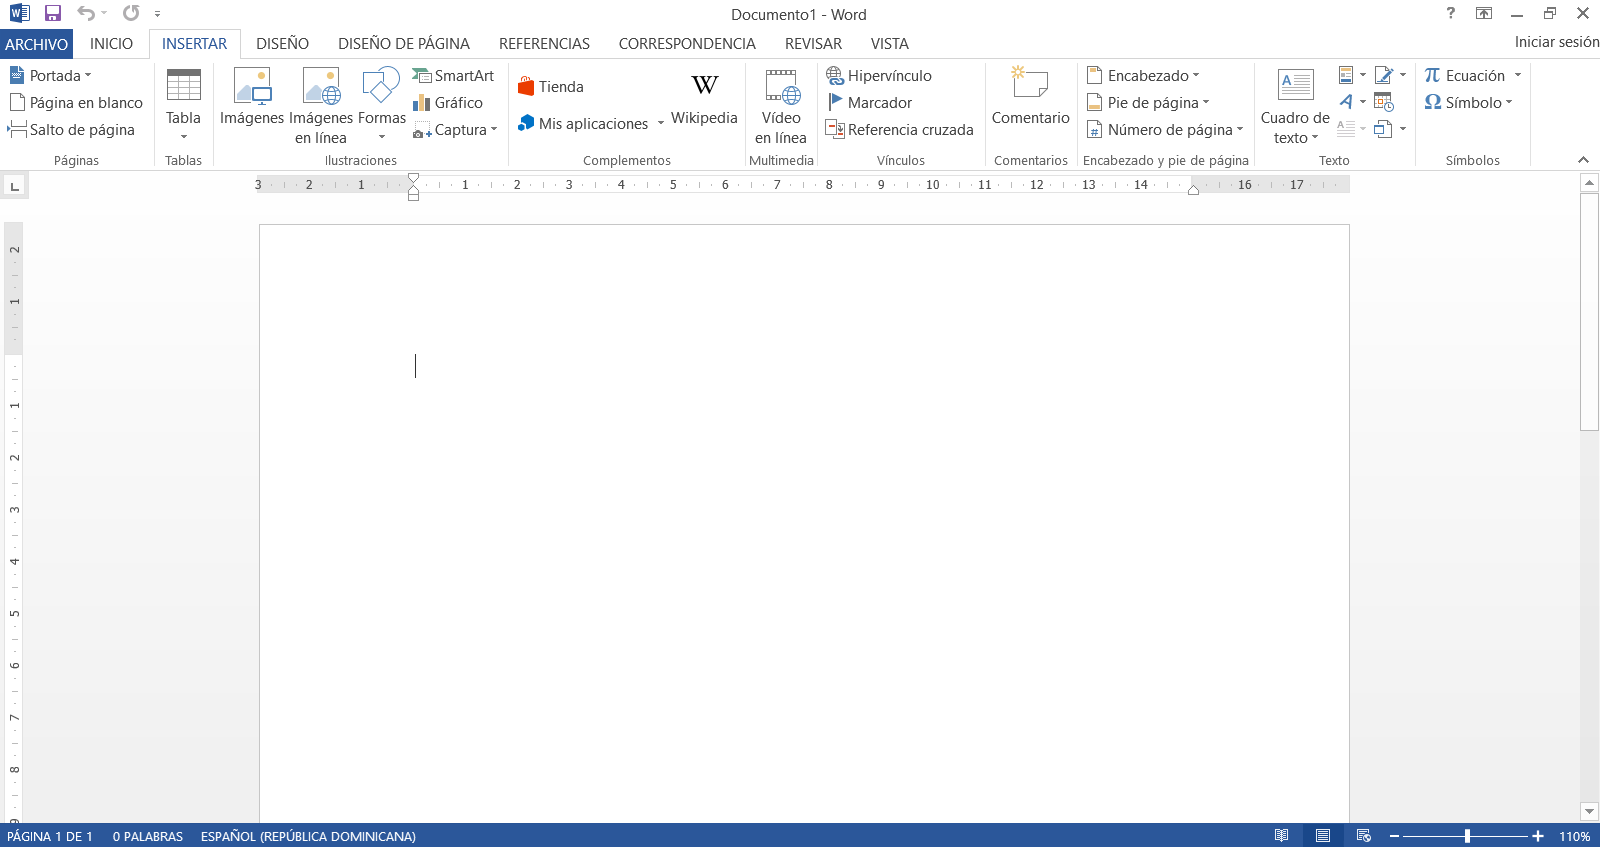 Documento1 - Word
?
ARCHIVO INICIO INSERTAR DISEÑO DISEÑO DE PÁGINA REFERENCIAS CORRESPONDENCIA REVISAR VISTA Iniciar sesión
Portada
Página en blanco
Salto de página
Páginas
Tabla
Tablas
Imágenes
Imágenes
en línea
Formas
SmartArt
Gráfico
Captura
Ilustraciones
Tienda
Mis aplicaciones
W
Wikipedia
Complementos
Vídeo
en línea
Multimedia
Hipervínculo
Marcador
Referencia cruzada
Vínculos
Comentario
Comentarios
Encabezado
Pie de página
Número de página
Encabezado y pie de página
Cuadro de
texto
Texto
π Ecuación
Ω Símbolo
Símbolos
3 2 1 1 2 3 4 5 6 7 8 9 10 11 12 13 14 16 17
2
1
1
2
3
4
5
6
7
8
9
PÁGINA 1 DE 1 0 PALABRAS ESPAÑOL (REPÚBLICA DOMINICANA) 110%